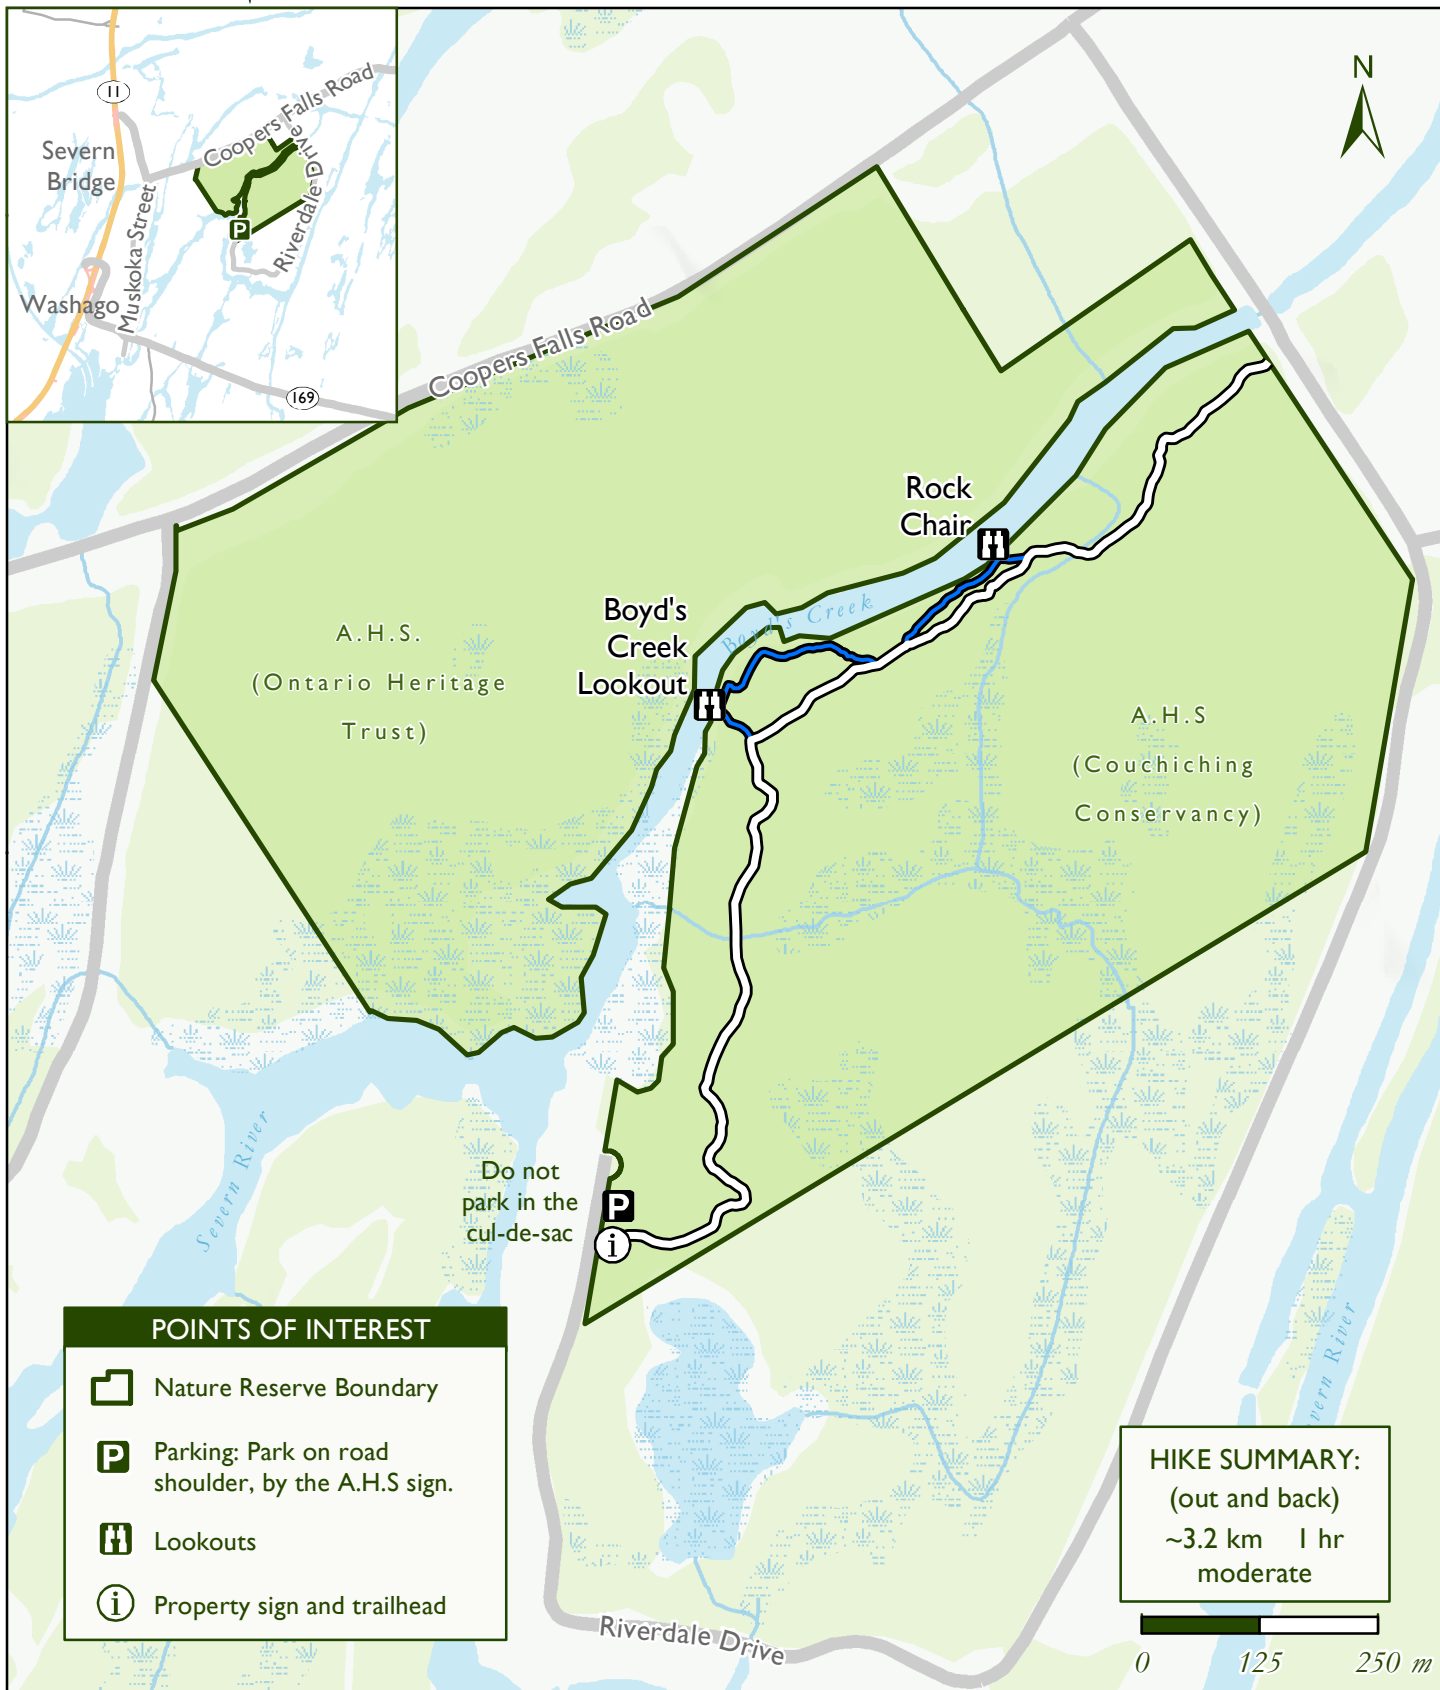 11
Severn
Bridge
Coopers Falls Road
Riverdale Drive
Muskoka Street
P
Washago
169
N
Coopers Falls Road
Rock
Chair
Boyd's
Creek
Lookout
Boyd's Creek
A.H.S.
(Ontario Heritage
Trust)
A.H.S
(Couchiching
Conservancy)
Severn River
Do not
park in the
cul-de-sac
P
i
POINTS OF INTEREST
Nature Reserve Boundary
P
Parking: Park on road
shoulder, by the A.H.S sign.
Lookouts
i
Property sign and trailhead
Riverdale Drive
vern River
HIKE SUMMARY:
(out and back)
~3.2 km 1 hr
moderate
0 125 250 m